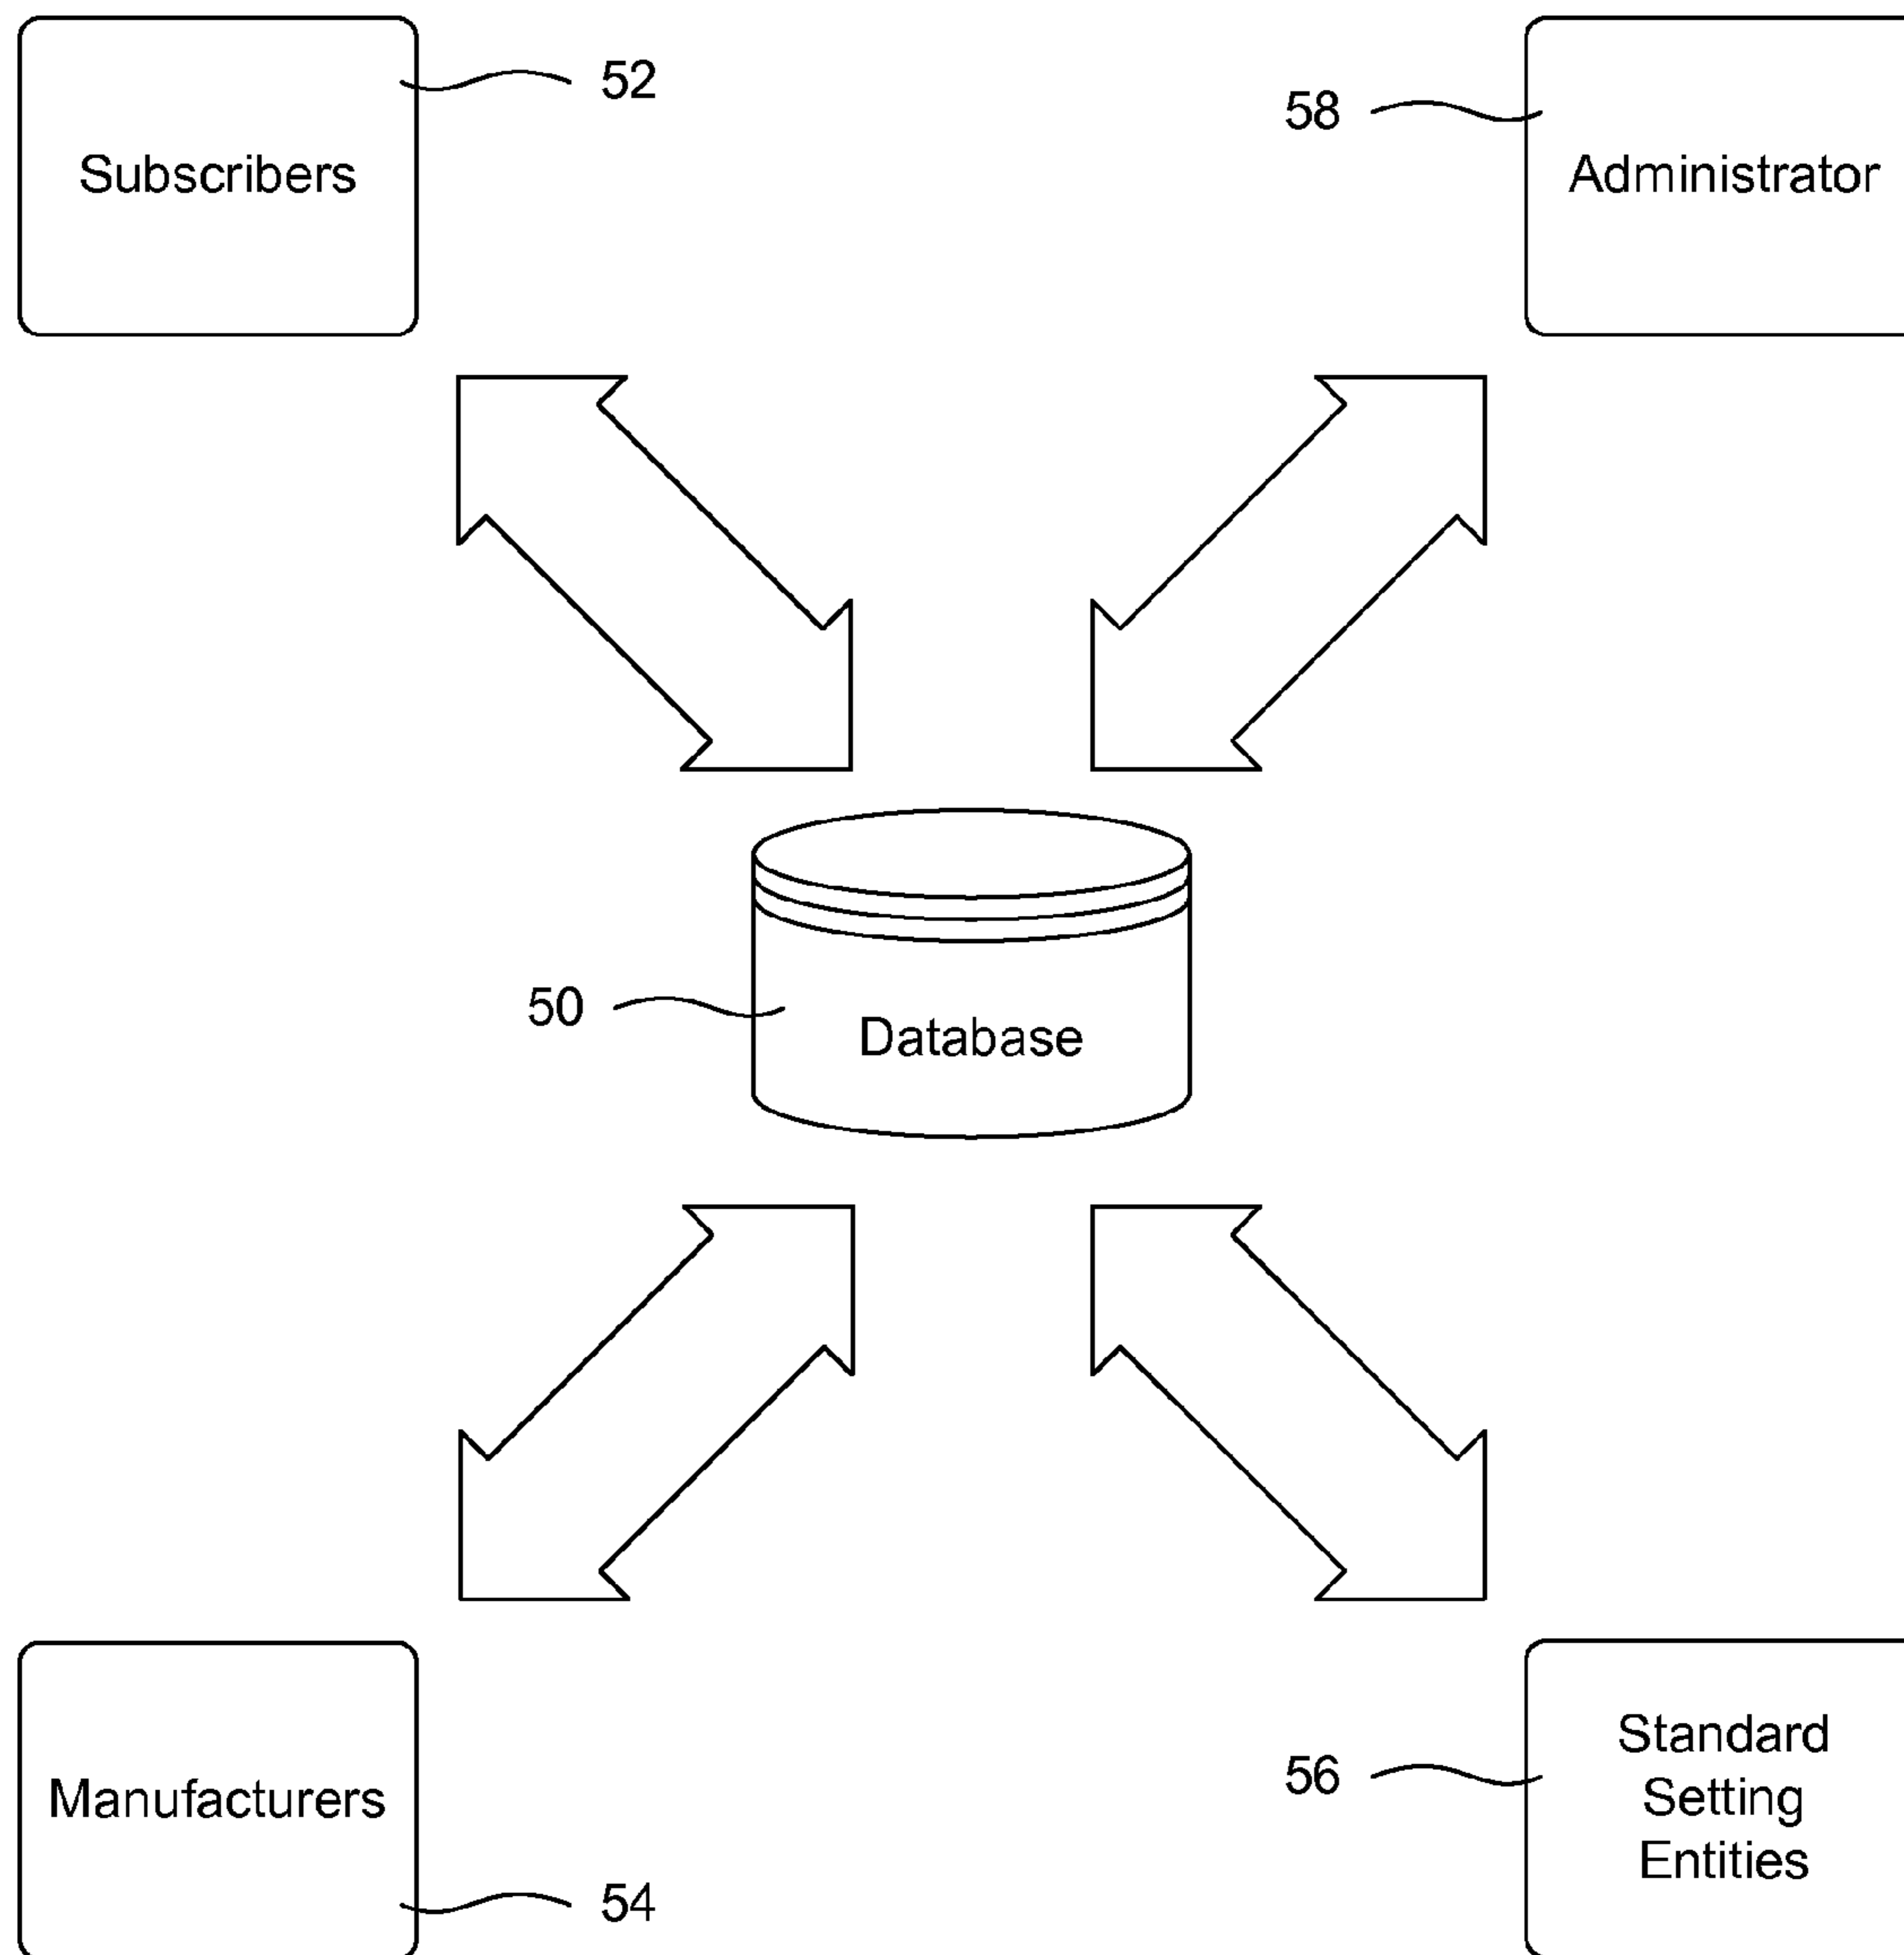 52
58
Subscribers
Administrator
50
Database
Standard
Setting
Entities
56
Manufacturers
54